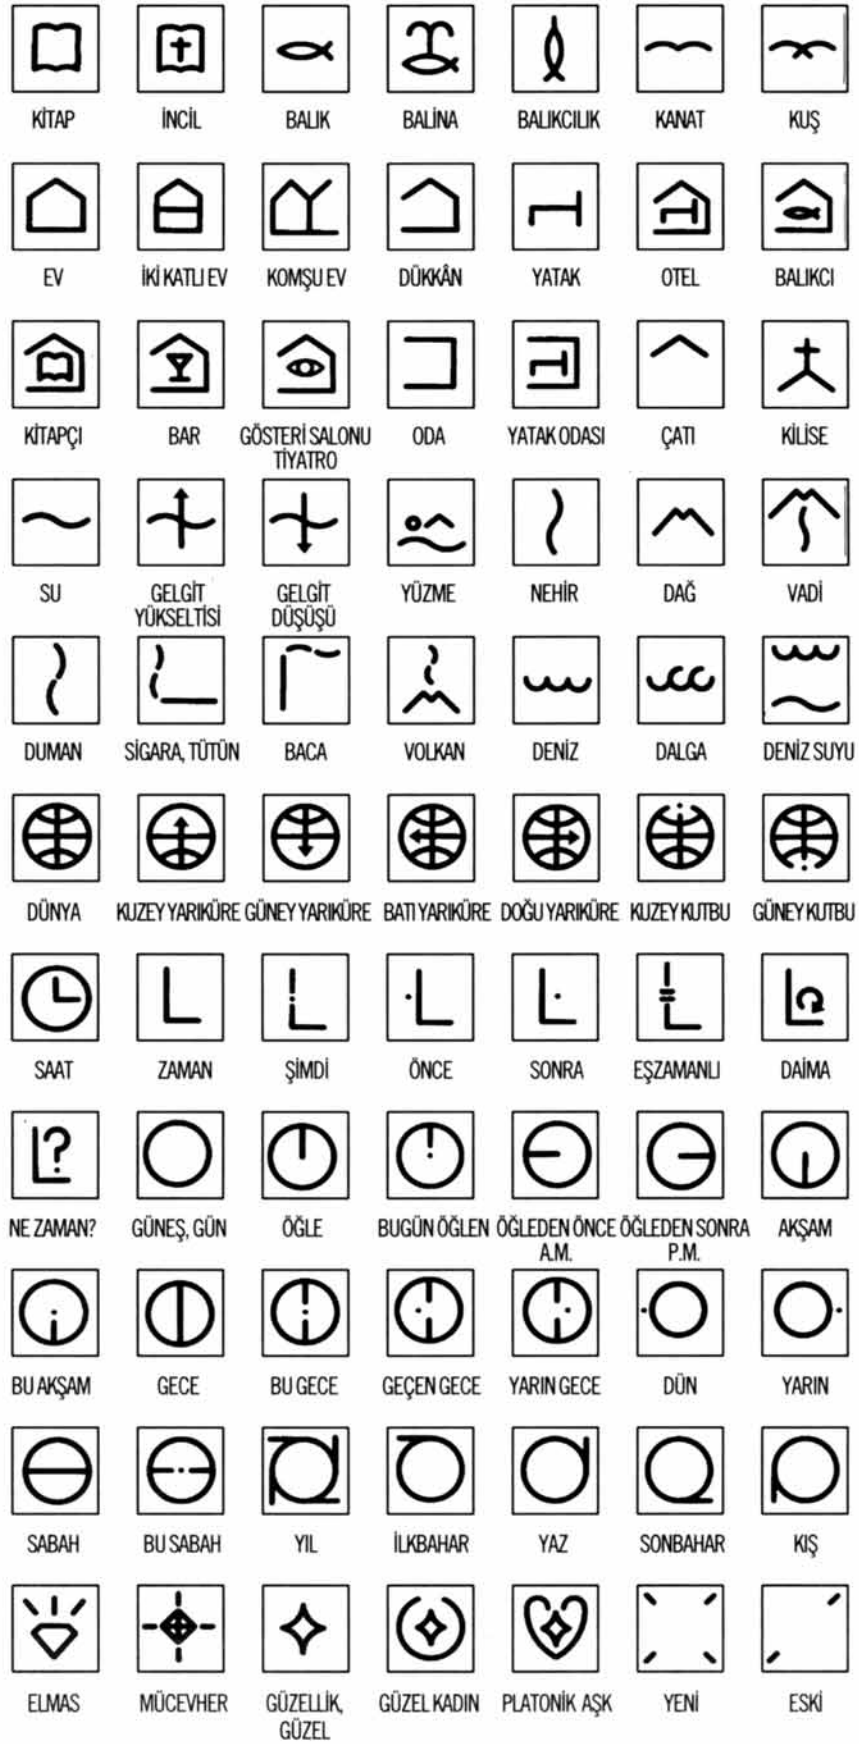 KİTAP İNCİL BALIK BALİNA BALIKCILIK KANAT KUŞ
EV İKİ KATLI EV KOMŞU EV DÜKKÂN YATAK OTEL BALIKCI
KİTAPÇI BAR GÖSTERİ SALONU ODA YATAK ODASI ÇATI KİLİSE
TİYATRO
SU GELGİT GELGİT YÜZME NEHİR DAĞ VADİ
YÜKSELTİSİ DÜŞÜŞÜ
DUMAN SİGARA, TÜTÜN BACA VOLKAN DENİZ DALGA DENİZ SUYU
DÜNYA KUZEY YARIKÜRE GÜNEY YARIKÜRE BATI YARIKÜRE DOĞU YARIKÜRE KUZEY KUTBU GÜNEY KUTBU
SAAT ZAMAN ŞİMDİ ÖNCE SONRA EŞZAMANLI DAİMA
NE ZAMAN? GÜNEŞ, GÜN ÖĞLE BUGÜN ÖĞLEN ÖĞLEDEN ÖNCE ÖĞLEDEN SONRA AKŞAM
A.M. P.M.
BU AKŞAM GECE BU GECE GEÇEN GECE YARIN GECE DÜN YARIN
SABAH BU SABAH YIL İLKBAHAR YAZ SONBAHAR KIŞ
ELMAS MÜCEVHER GÜZELLİK, GÜZEL KADIN PLATONİK AŞK YENİ ESKİ
GÜZEL